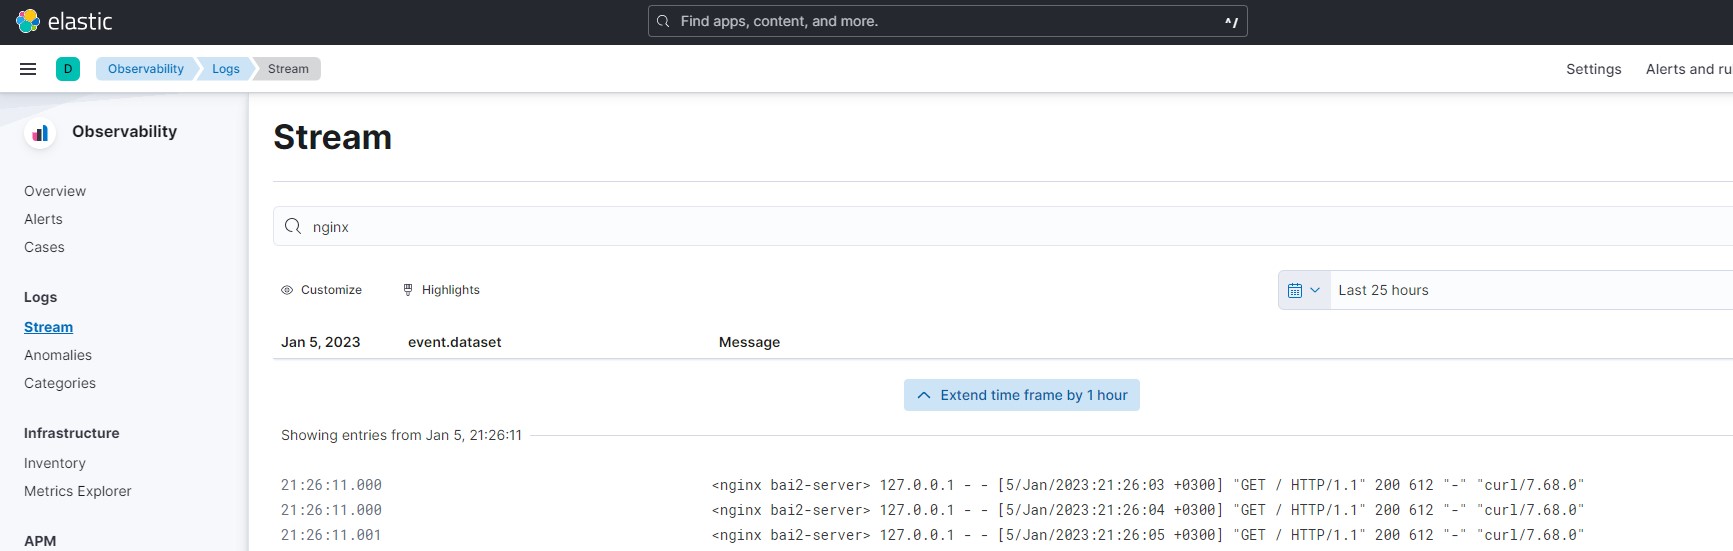 elastic
Find apps, content, and more.
^/
D
Observability
Logs
Stream
Settings
Alerts and ru
Observability
Overview
Alerts
Cases
Logs
Stream
Anomalies
Categories
Infrastructure
Inventory
Metrics Explorer
APM
Stream
nginx
Customize
Highlights
Last 25 hours
Jan 5, 2023 event.dataset Message
Extend time frame by 1 hour
Showing entries from Jan 5, 21:26:11
21:26:11.000 <nginx bai2-server> 127.0.0.1 - - [5/Jan/2023:21:26:03 +0300] "GET / HTTP/1.1" 200 612 "-" "curl/7.68.0"
21:26:11.000 <nginx bai2-server> 127.0.0.1 - - [5/Jan/2023:21:26:04 +0300] "GET / HTTP/1.1" 200 612 "-" "curl/7.68.0"
21:26:11.001 <nginx bai2-server> 127.0.0.1 - - [5/Jan/2023:21:26:05 +0300] "GET / HTTP/1.1" 200 612 "-" "curl/7.68.0"